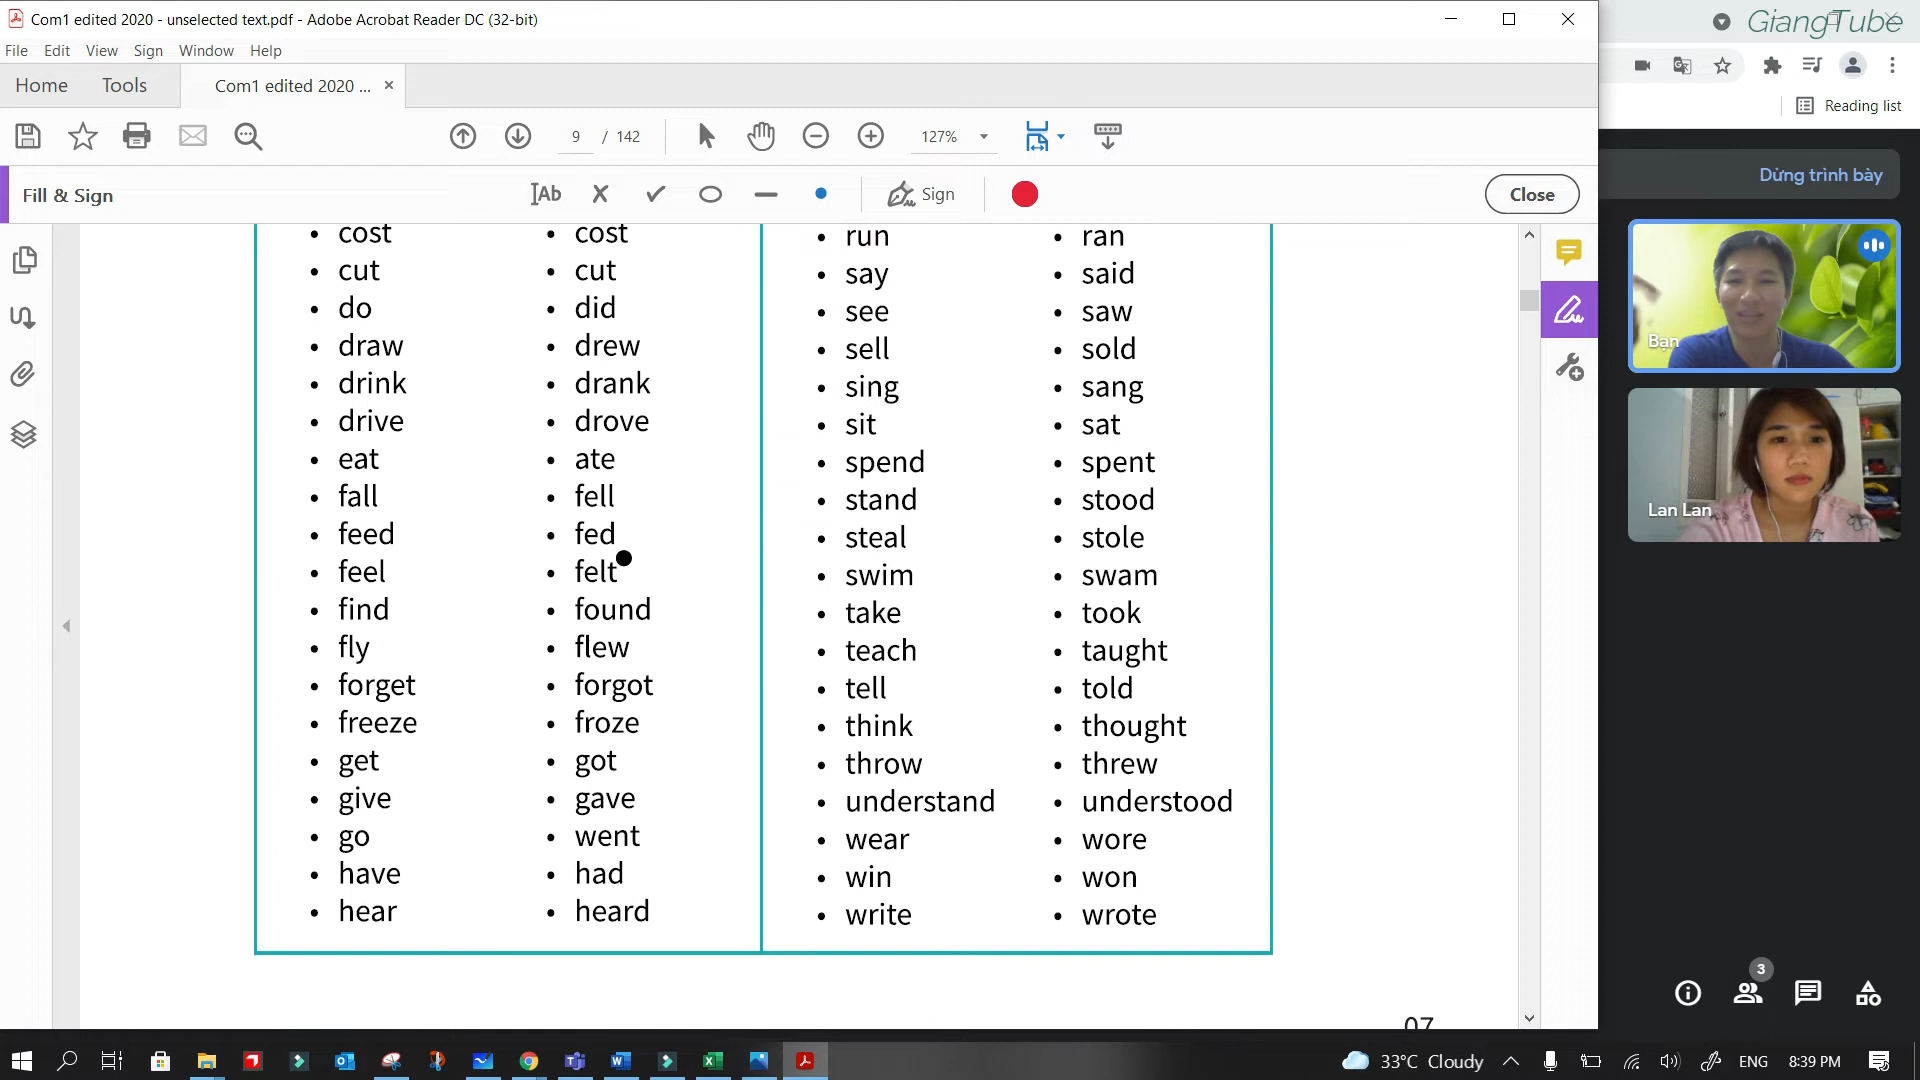 Com1 edited 2020 - unselected text.pdf - Adobe Acrobat Reader DC (32-bit)
GiangTube
File Edit View Sign Window Help
Home Tools Com1 edited 2020 ... ×
Reading list
9 / 142 127%
Dừng trình bày
Fill & Sign Ab Sign Close
• cost • cost • run • ran
• cut • cut • say • said
• do • did • see • saw
• draw • drew • sell • sold
• drink • drank • sing • sang
• drive • drove • sit • sat
• eat • ate • spend • spent
• fall • fell • stand • stood
• feed • fed • steal • stole
• feel • felt • swim • swam
• find • found • take • took
• fly • flew • teach • taught
• forget • forgot • tell • told
• freeze • froze • think • thought
• get • got • throw • threw
• give • gave • understand • understood
• go • went • wear • wore
• have • had • win • won
• hear • heard • write • wrote
07
Bạn
Lan Lan
3
33°C Cloudy ENG 8:39 PM